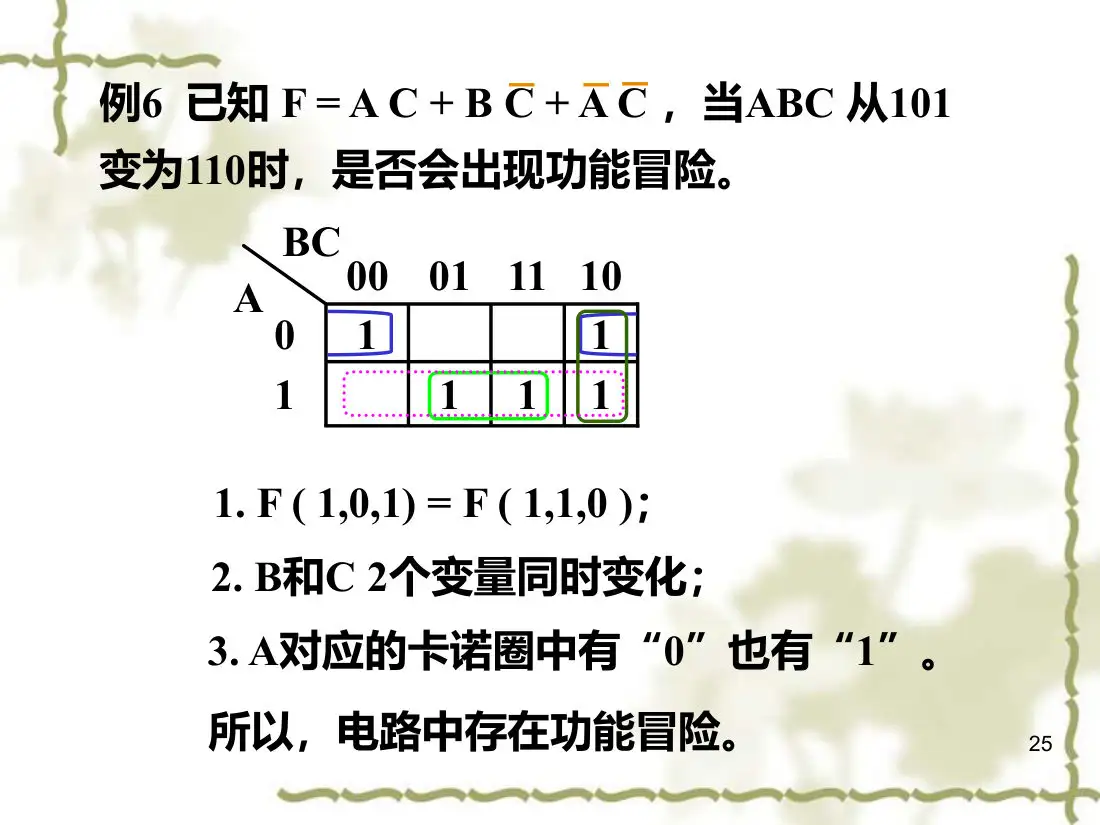 例6 已知 F = A C + B C̅ + A̅ C̅ ，当ABC 从101
变为110时，是否会出现功能冒险。
BC
00 01 11 10
A
0 1 1
1 1 1 1
1. F ( 1,0,1) = F ( 1,1,0 )；
2. B和C 2个变量同时变化；
3. A对应的卡诺圈中有“0”也有“1”。
所以，电路中存在功能冒险。
25